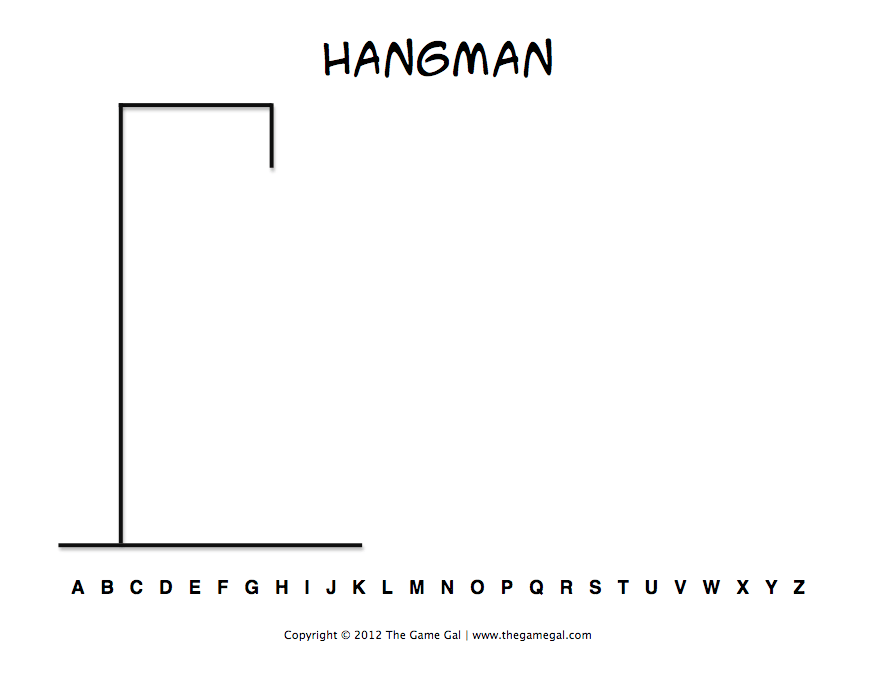 HANGMAN
A B C D E F G H I J K L M N O P Q R S T U V W X Y Z
Copyright © 2012 The Game Gal | www.thegamegal.com